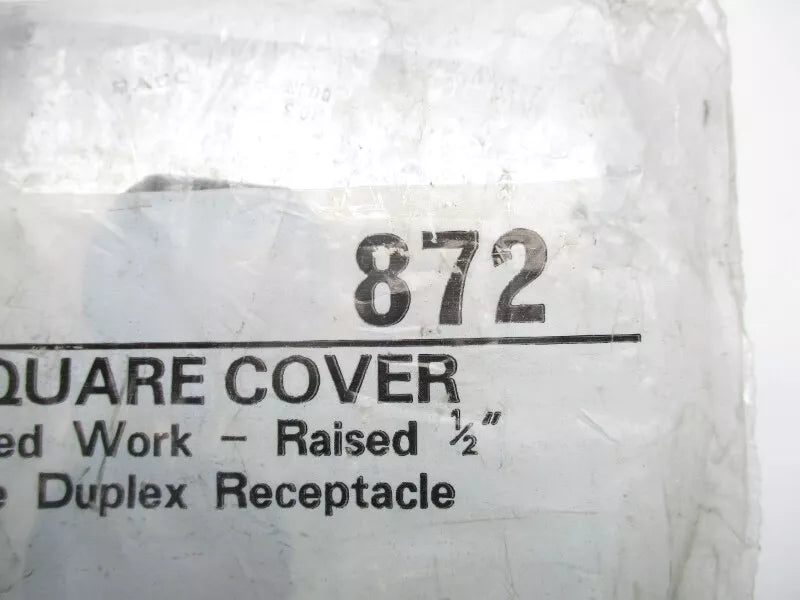 872
QUARE COVER
ed Work – Raised ½"
e Duplex Receptacle